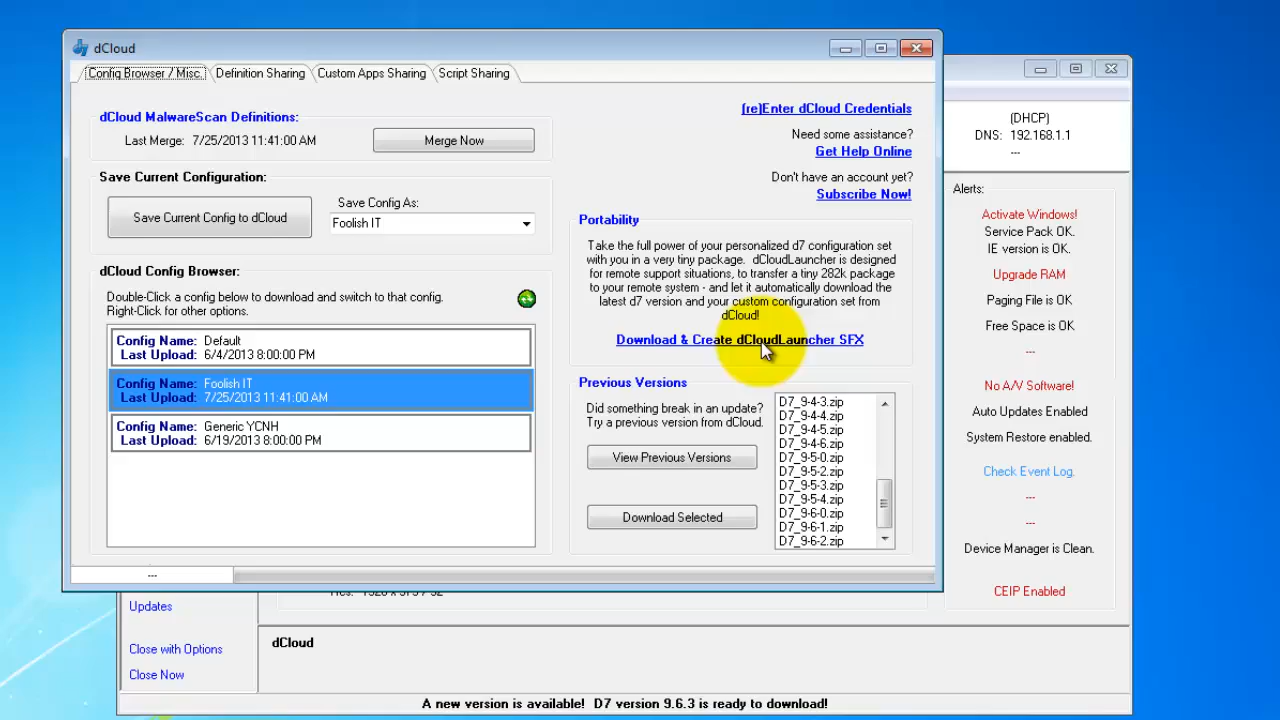 dCloud
Config Browser / Misc.
Definition Sharing
Custom Apps Sharing
Script Sharing
dCloud MalwareScan Definitions:
Last Merge: 7/25/2013 11:41:00 AM
Merge Now
Save Current Configuration:
Save Current Config to dCloud
Save Config As:
Foolish IT
dCloud Config Browser:
Double-Click a config below to download and switch to that config.
Right-Click for other options.
Config Name: Default
Last Upload: 6/4/2013 8:00:00 PM
Config Name: Foolish IT
Last Upload: 7/25/2013 11:41:00 AM
Config Name: Generic YCNH
Last Upload: 6/19/2013 8:00:00 PM
---
[re]Enter dCloud Credentials
Need some assistance?
Get Help Online
Don't have an account yet?
Subscribe Now!
Portability
Take the full power of your personalized d7 configuration set
with you in a very tiny package. dCloudLauncher is designed
for remote support situations, to transfer a tiny 282k package
to your remote system - and let it automatically download the
latest d7 version and your custom configuration set from
dCloud!
Download & Create dCloudLauncher SFX
Previous Versions
Did something break in an update?
Try a previous version from dCloud.
View Previous Versions
Download Selected
D7_9-4-3.zip
D7_9-4-4.zip
D7_9-4-5.zip
D7_9-4-6.zip
D7_9-5-0.zip
D7_9-5-2.zip
D7_9-5-3.zip
D7_9-5-4.zip
D7_9-6-0.zip
D7_9-6-1.zip
D7_9-6-2.zip
(DHCP)
DNS: 192.168.1.1
---
Alerts:
Activate Windows!
Service Pack OK.
IE version is OK.
Upgrade RAM
Paging File is OK
Free Space is OK
---
No A/V Software!
Auto Updates Enabled
System Restore enabled.
Check Event Log.
---
---
Device Manager is Clean.
CEIP Enabled
Updates
Close with Options
Close Now
dCloud
A new version is available! D7 version 9.6.3 is ready to download!